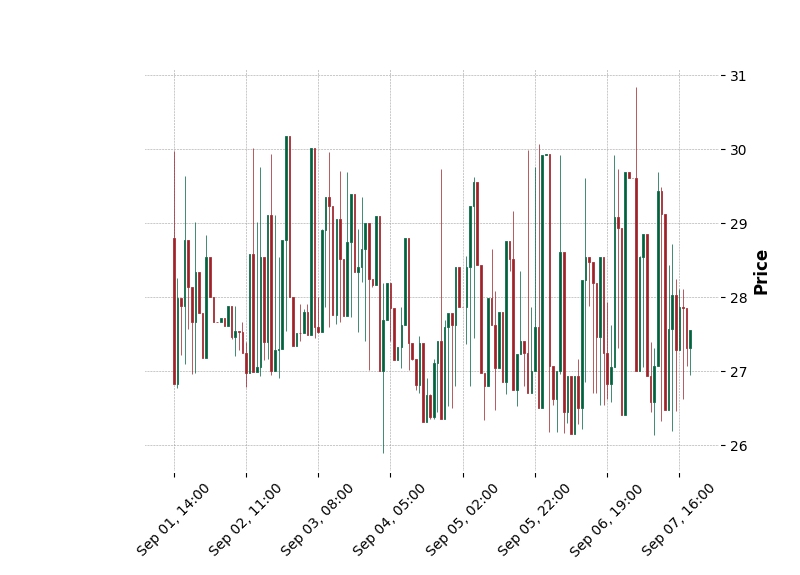 31
30
29
28
27
26
Price
Sep 01, 14:00
Sep 02, 11:00
Sep 03, 08:00
Sep 04, 05:00
Sep 05, 02:00
Sep 05, 22:00
Sep 06, 19:00
Sep 07, 16:00